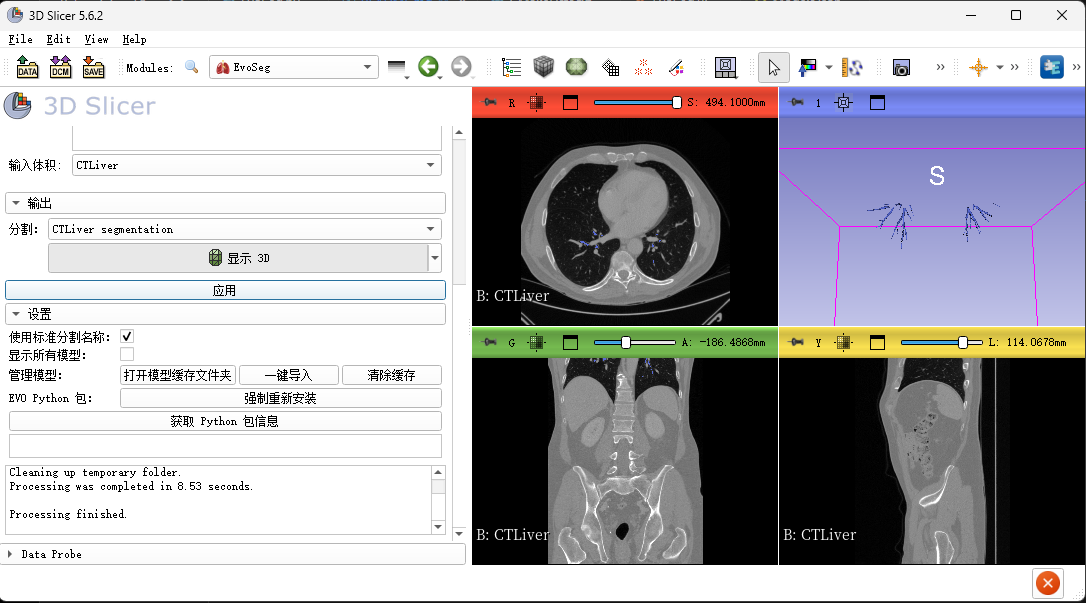 3D Slicer 5.6.2
File Edit View Help
DATA DCM SAVE Modules: EvoSeg
3D Slicer
输入体积: CTLiver
输出
分割: CTLiver segmentation
显示 3D
应用
设置
使用标准分割名称:
显示所有模型:
管理模型: 打开模型缓存文件夹 一键导入 清除缓存
EVO Python 包: 强制重新安装
获取 Python 包信息
Cleaning up temporary folder.
Processing was completed in 8.53 seconds.
Processing finished.
Data Probe
R S: 494.1000mm
B: CTLiver
1
S
G A: -186.4868mm
B: CTLiver
Y L: 114.0678mm
B: CTLiver